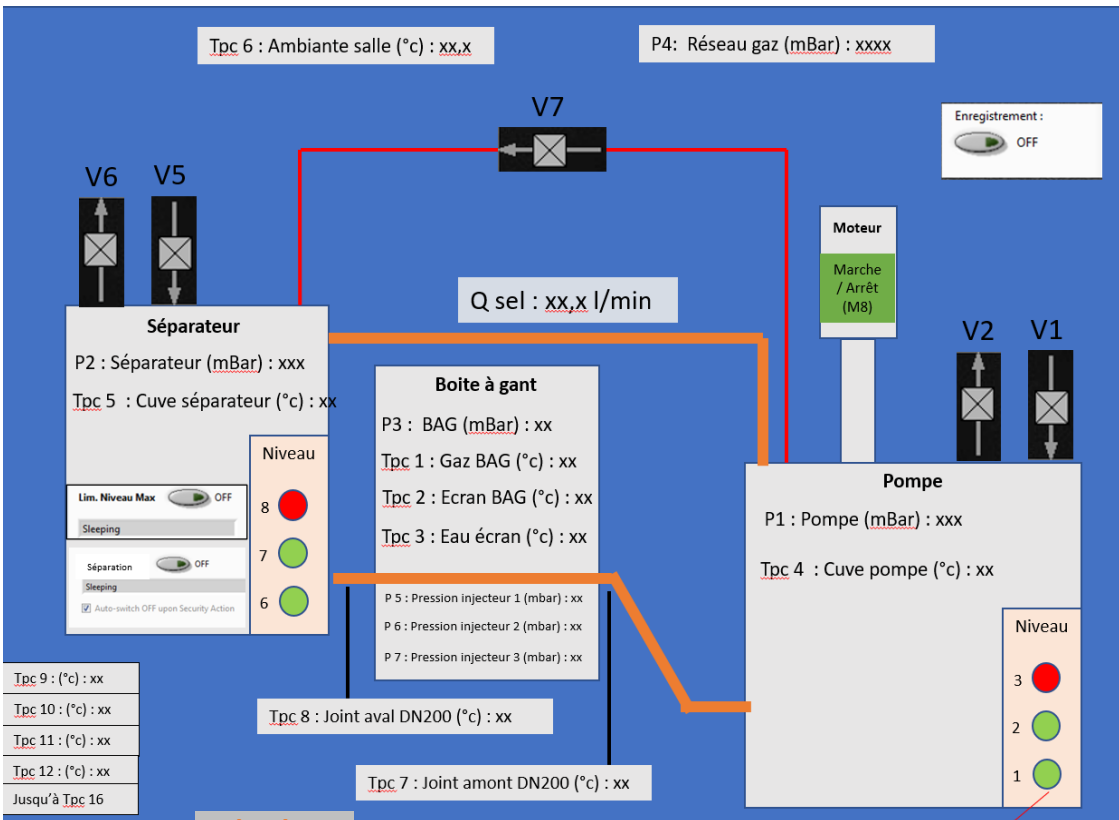 Tpc 6 : Ambiante salle (°c) : xx,x
P4: Réseau gaz (mBar) : xxxx
V7
Enregistrement :
OFF
V6
V5
Moteur
Marche
/ Arrêt
(M8)
Q sel : xx,x l/min
V2
V1
Séparateur
P2 : Séparateur (mBar) : xxx
Tpc 5 : Cuve séparateur (°c) : xx
Niveau
8
7
6
Lim. Niveau Max
OFF
Sleeping
Séparation
OFF
Sleeping
Auto-switch OFF upon Security Action
Boite à gant
P3 : BAG (mBar) : xx
Tpc 1 : Gaz BAG (°c) : xx
Tpc 2 : Ecran BAG (°c) : xx
Tpc 3 : Eau écran (°c) : xx
P 5 : Pression injecteur 1 (mbar) : xx
P 6 : Pression injecteur 2 (mbar) : xx
P 7 : Pression injecteur 3 (mbar) : xx
Pompe
P1 : Pompe (mBar) : xxx
Tpc 4 : Cuve pompe (°c) : xx
Niveau
3
2
1
Tpc 9 : (°c) : xx
Tpc 10 : (°c) : xx
Tpc 11 : (°c) : xx
Tpc 12 : (°c) : xx
Jusqu'à Tpc 16
Tpc 8 : Joint aval DN200 (°c) : xx
Tpc 7 : Joint amont DN200 (°c) : xx